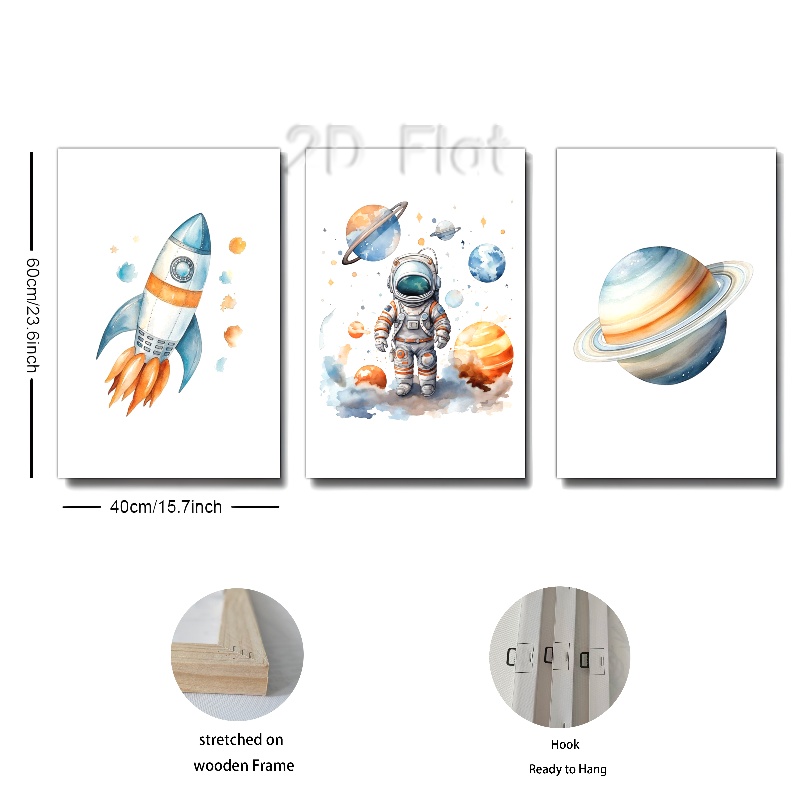 2D Flat
60cm/23.6inch
40cm/15.7inch
stretched on
wooden Frame
Hook
Ready to Hang